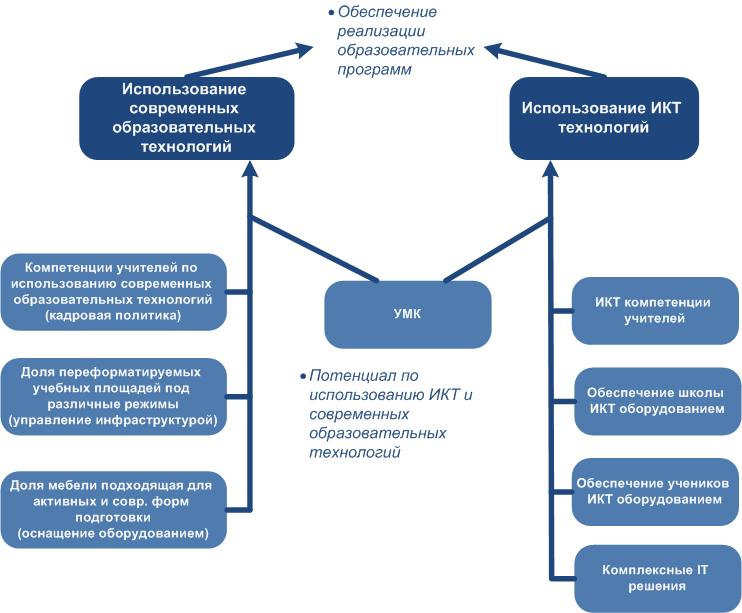 • Обеспечение
реализации
образовательных
программ
Использование
современных
образовательных
технологий
Использование ИКТ
технологий
Компетенции учителей по
использованию современных
образовательных технологий
(кадровая политика)
УМК
ИКТ компетенции
учителей
Доля переформатируемых
учебных площадей под
различные режимы
(управление инфраструктурой)
• Потенциал по
использованию ИКТ и
современных
образовательных
технологий
Обеспечение школы
ИКТ оборудованием
Доля мебели подходящая для
активных и совр. форм
подготовки
(оснащение оборудованием)
Обеспечение учеников
ИКТ оборудованием
Комплексные IT
решения